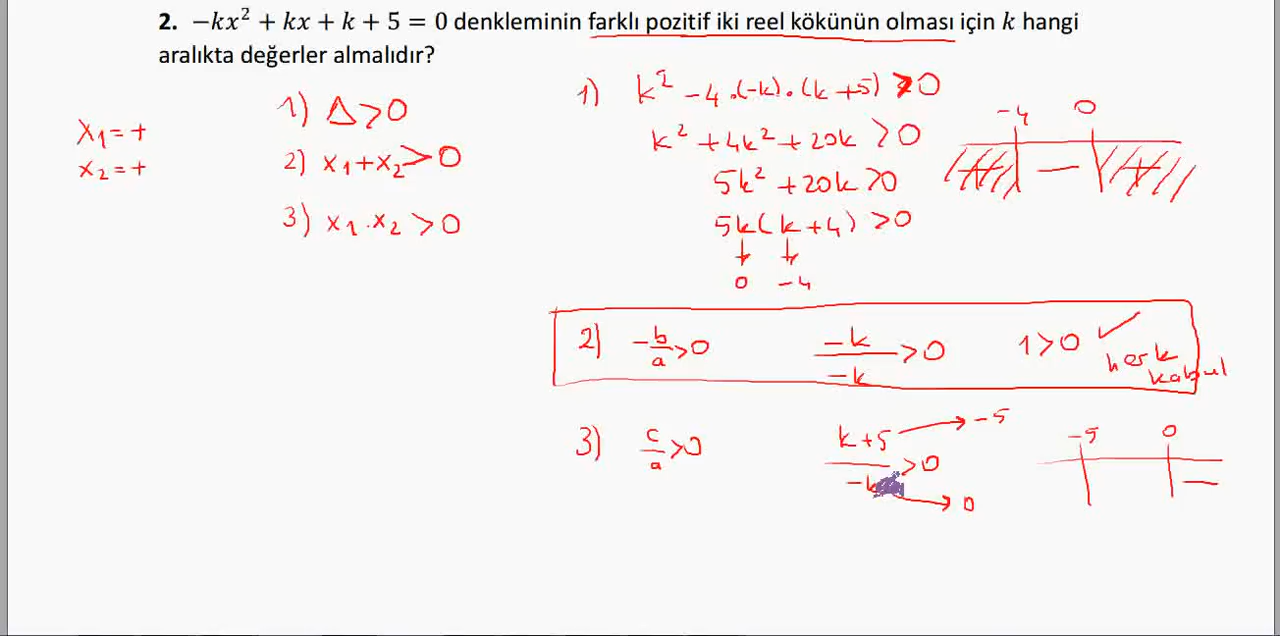 2. −kx² + kx + k + 5 = 0 denkleminin farklı pozitif iki reel kökünün olması için k hangi
aralıkta değerler almalıdır?
x₁ = +
x₂ = +
1) Δ > 0
2) x₁ + x₂ > 0
3) x₁ . x₂ > 0
1) k² − 4 . (−k) . (k + 5) > 0
k² + 4k² + 20k > 0
5k² + 20k > 0
5k (k + 4) > 0
0 −4
−4 0
−
2) −b/a > 0 −k/−k > 0 1 > 0 ✓ her k
kabul
3) c/a > 0 k+5/−k > 0
−5
0
−5 0
−